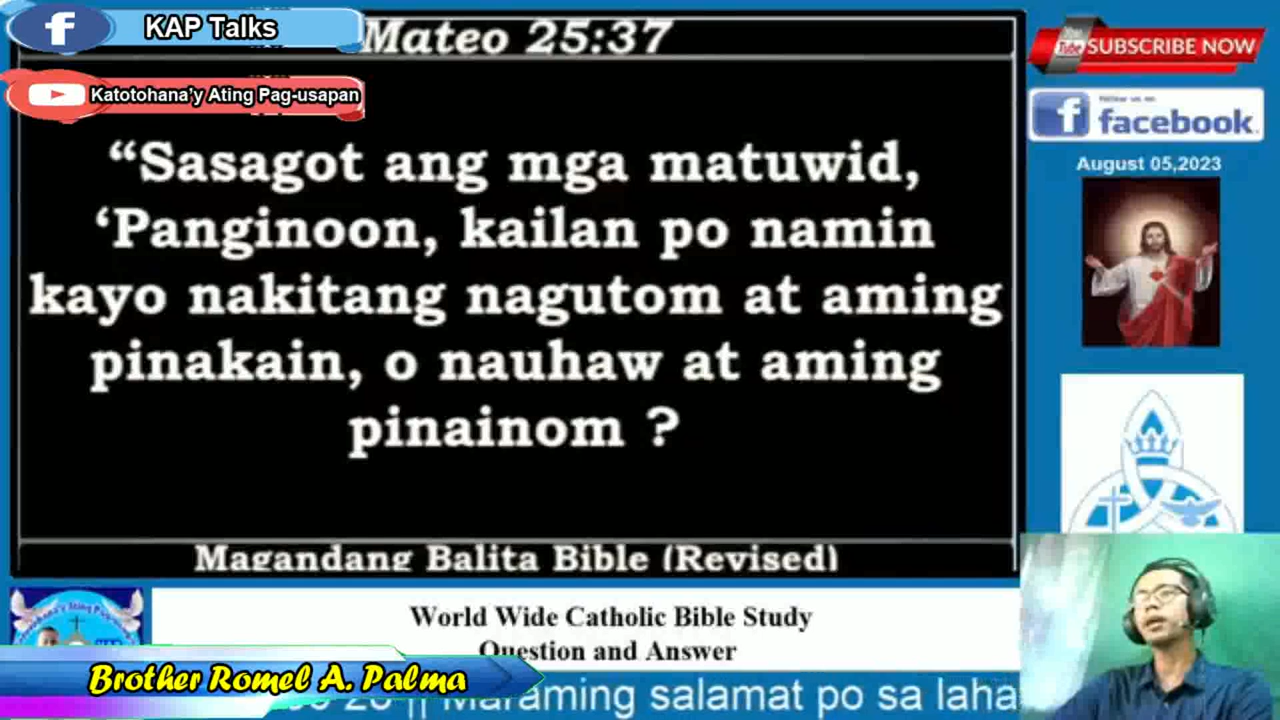 KAP Talks
Mateo 25:37
Katotohana'y Ating Pag-usapan
“Sasagot ang mga matuwid,
‘Panginoon, kailan po namin
kayo nakitang nagutom at aming
pinakain, o nauhaw at aming
pinainom ?
Magandang Balita Bible (Revised)
You
Tube
SUBSCRIBE NOW
facebook.
August 05,2023
World Wide Catholic Bible Study
Question and Answer
Brother Romel A. Palma
|| Maraming salamat po sa laha